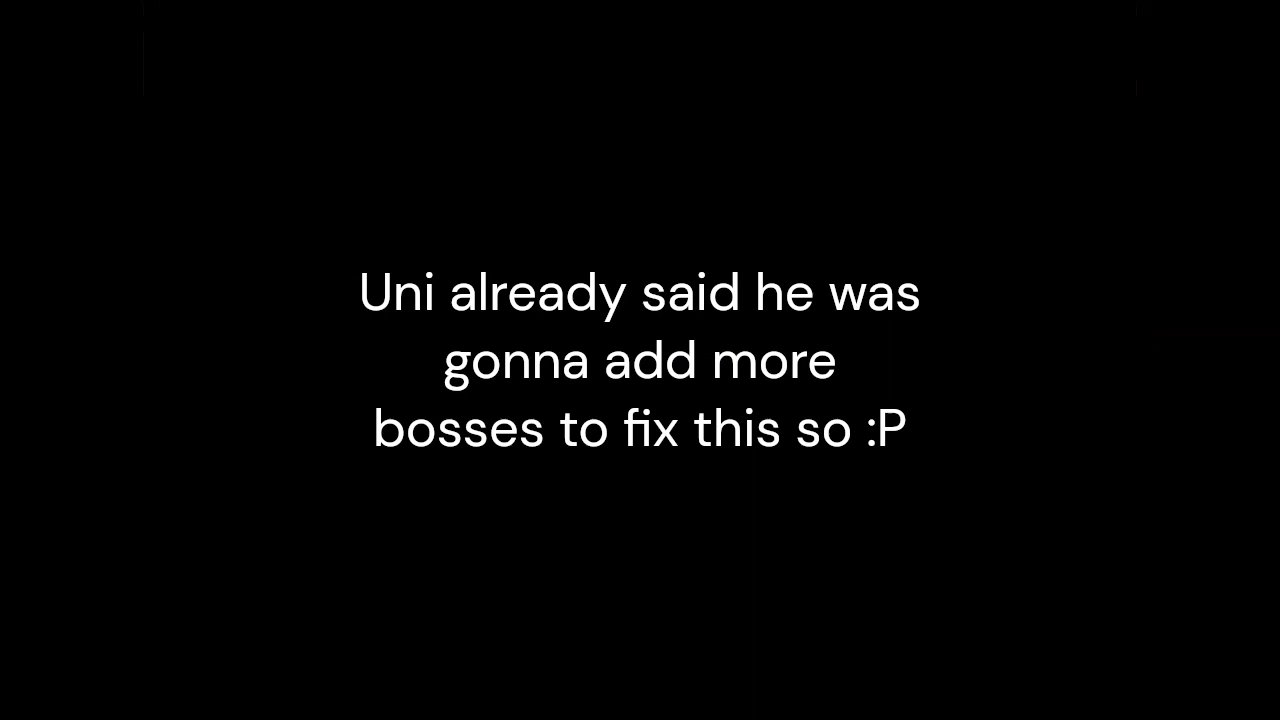 Uni already said he was
gonna add more
bosses to fix this so :P